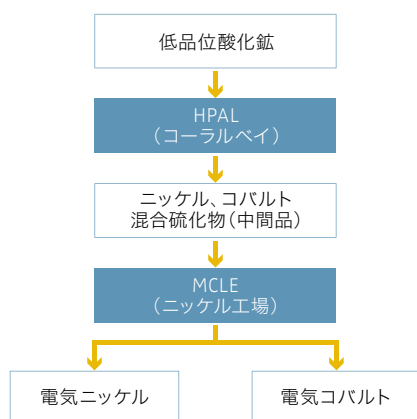 低品位酸化鉱
HPAL
（コーラルベイ）
ニッケル、コバルト
混合硫化物（中間品）
MCLE
（ニッケル工場）
電気ニッケル
電気コバルト